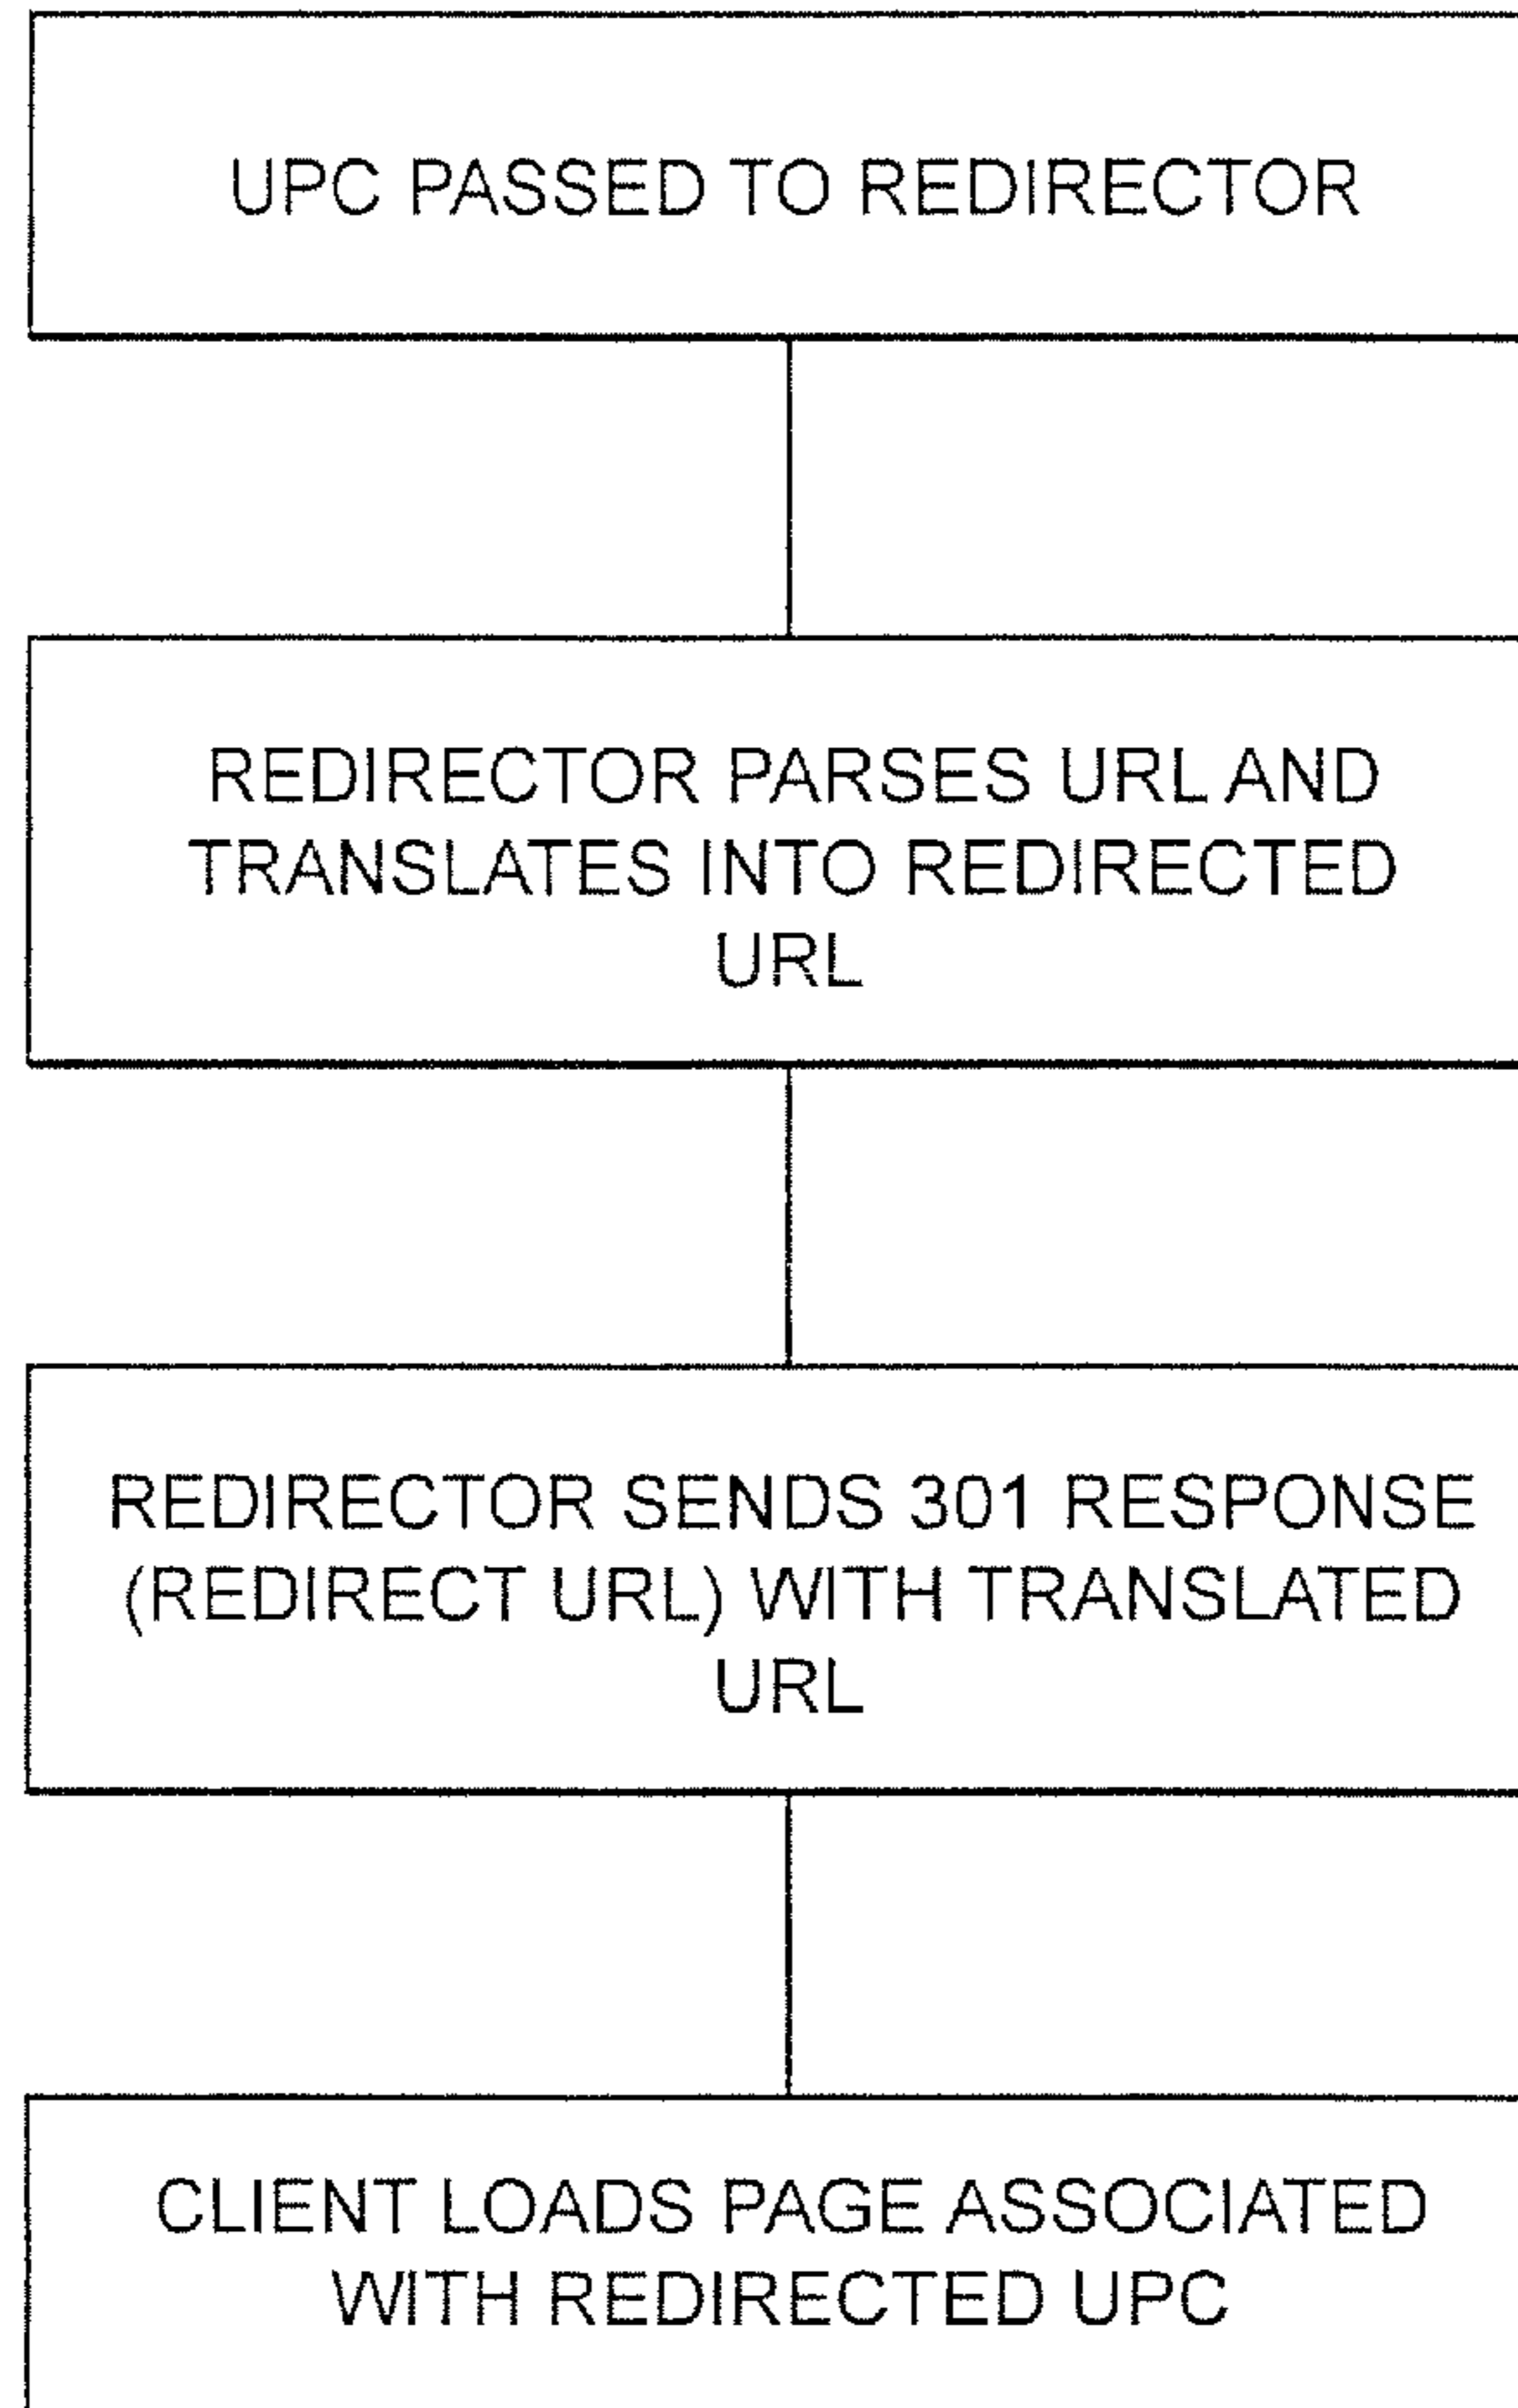 UPC PASSED TO REDIRECTOR
REDIRECTOR PARSES URL AND
TRANSLATES INTO REDIRECTED
URL
REDIRECTOR SENDS 301 RESPONSE
(REDIRECT URL) WITH TRANSLATED
URL
CLIENT LOADS PAGE ASSOCIATED
WITH REDIRECTED UPC